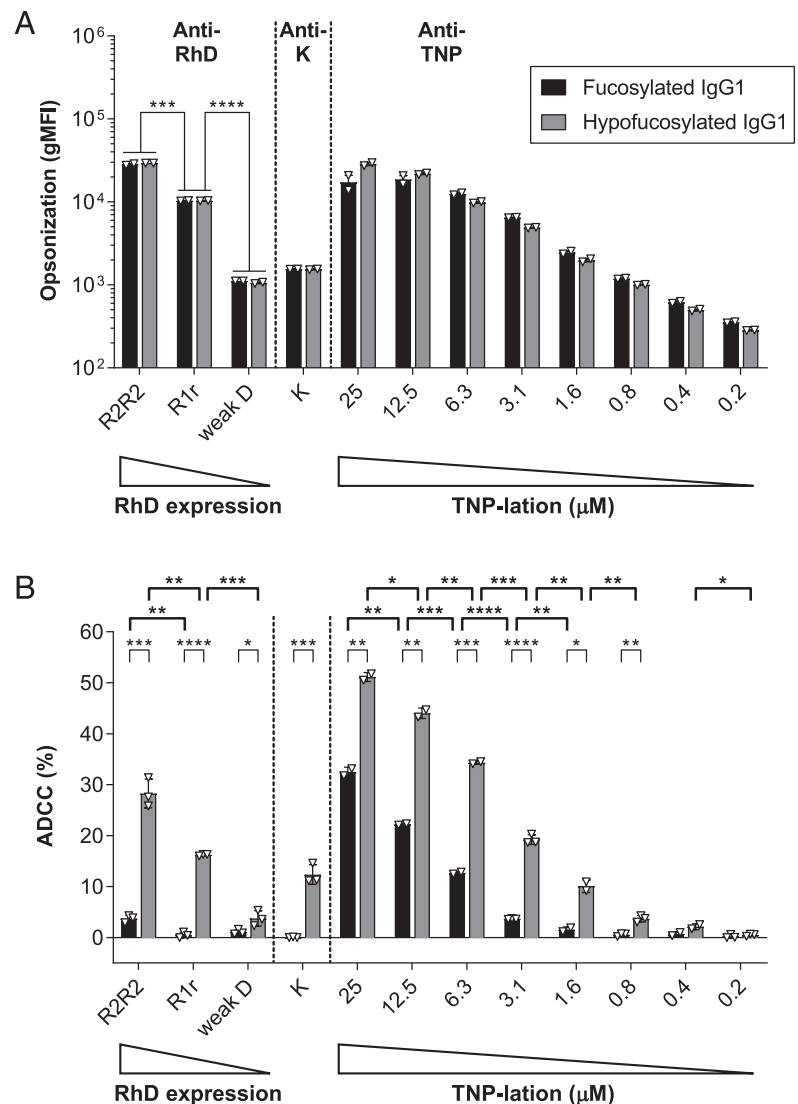 A
Anti-
RhD
Anti-
K
Anti-
TNP
Fucosylated IgG1
Hypofucosylated IgG1
Opsonization (gMFI)
10⁶
10⁵
10⁴
10³
10²
*** ****
R2R2 R1r weak D K 25 12.5 6.3 3.1 1.6 0.8 0.4 0.2
RhD expression TNP-lation (μM)
B
** *** * ** *** ** ** *
** ** *** **** **
*** **** * *** ** ** *** **** * **
ADCC (%)
60
50
40
30
20
10
0
R2R2 R1r weak D K 25 12.5 6.3 3.1 1.6 0.8 0.4 0.2
RhD expression TNP-lation (μM)